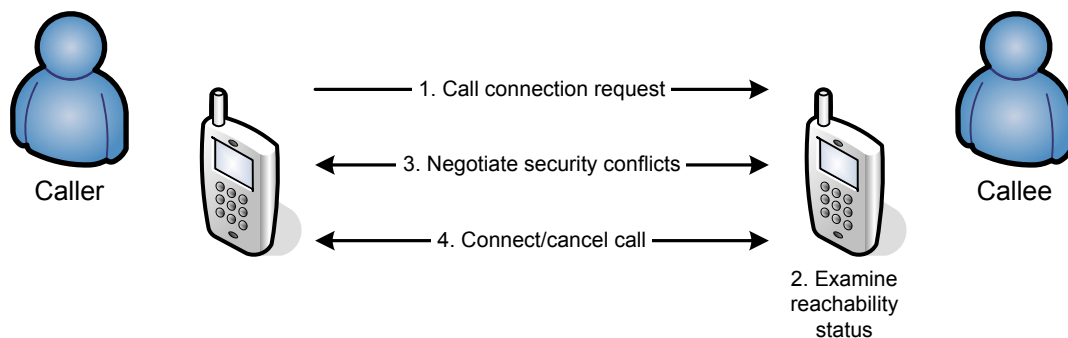 1. Call connection request
3. Negotiate security conflicts
Caller
Callee
4. Connect/cancel call
2. Examine
reachability
status